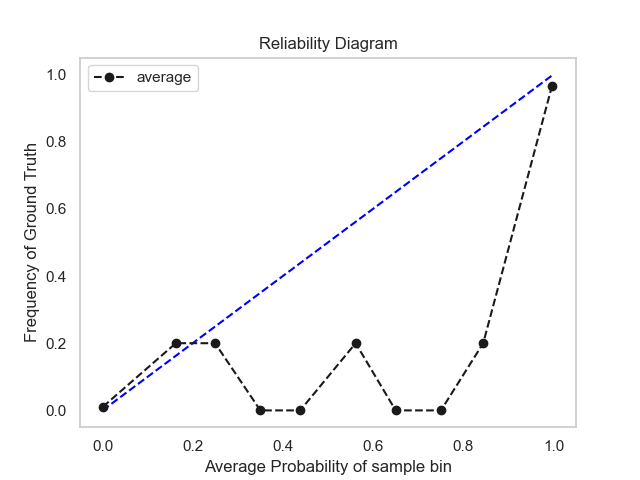 Reliability Diagram
average
1.0
0.8
0.6
0.4
0.2
0.0
Frequency of Ground Truth
0.0 0.2 0.4 0.6 0.8 1.0
Average Probability of sample bin